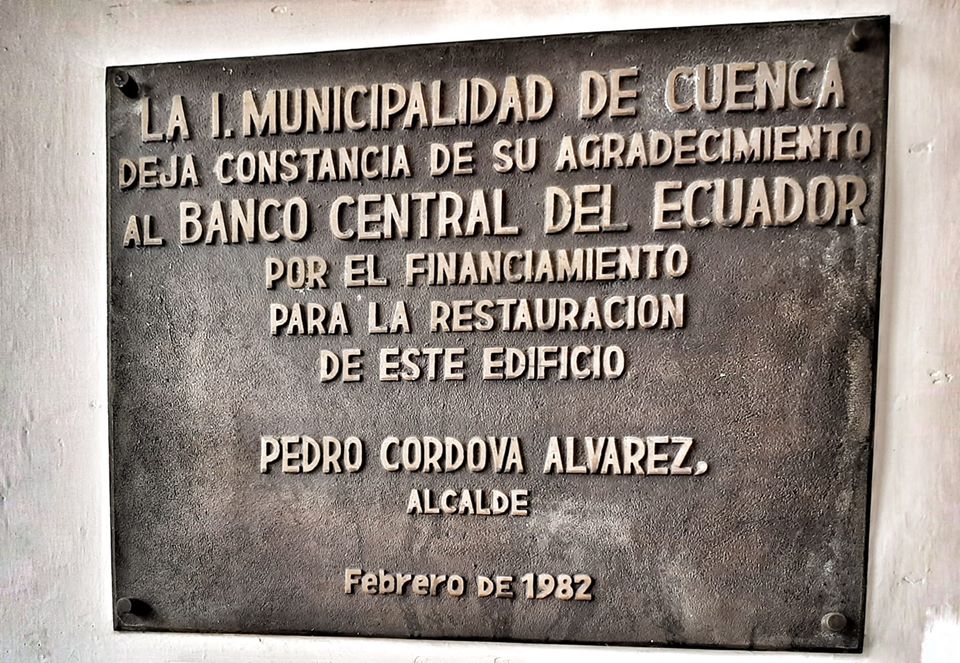 LA I. MUNICIPALIDAD DE CUENCA
DEJA CONSTANCIA DE SU AGRADECIMIENTO
AL BANCO CENTRAL DEL ECUADOR
POR EL FINANCIAMIENTO
PARA LA RESTAURACION
DE ESTE EDIFICIO
PEDRO CORDOVA ALVAREZ,
ALCALDE
Febrero DE 1982